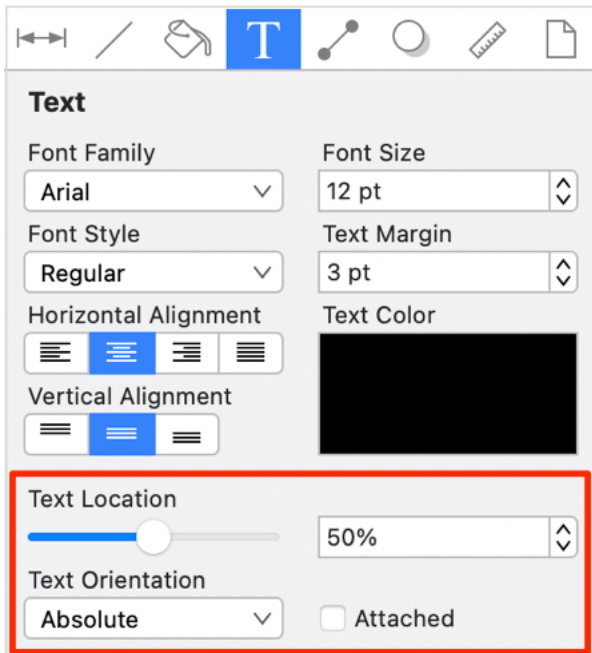 T
Text
Font Family Font Size
Arial 12 pt
Font Style Text Margin
Regular 3 pt
Horizontal Alignment Text Color
Vertical Alignment
Text Location
50%
Text Orientation
Absolute Attached